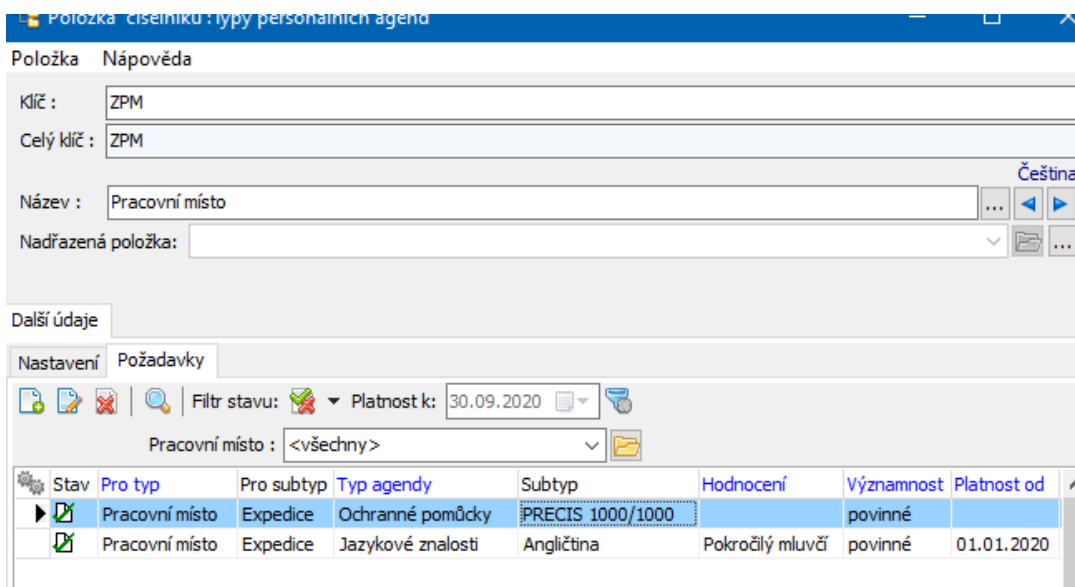 Položka číselníku :Typy personálních agend
Položka Nápověda
Klíč : ZPM
Celý klíč : ZPM
Čeština
Název : Pracovní místo ...
Nadřazená položka: ...
Další údaje
Nastavení Požadavky
Filtr stavu: Platnost k: 30.09.2020
Pracovní místo : <všechny>
Stav Pro typ Pro subtyp Typ agendy Subtyp Hodnocení Významnost Platnost od
Pracovní místo Expedice Ochranné pomůcky PRECIS 1000/1000 povinné
Pracovní místo Expedice Jazykové znalosti Angličtina Pokročilý mluvčí povinné 01.01.2020